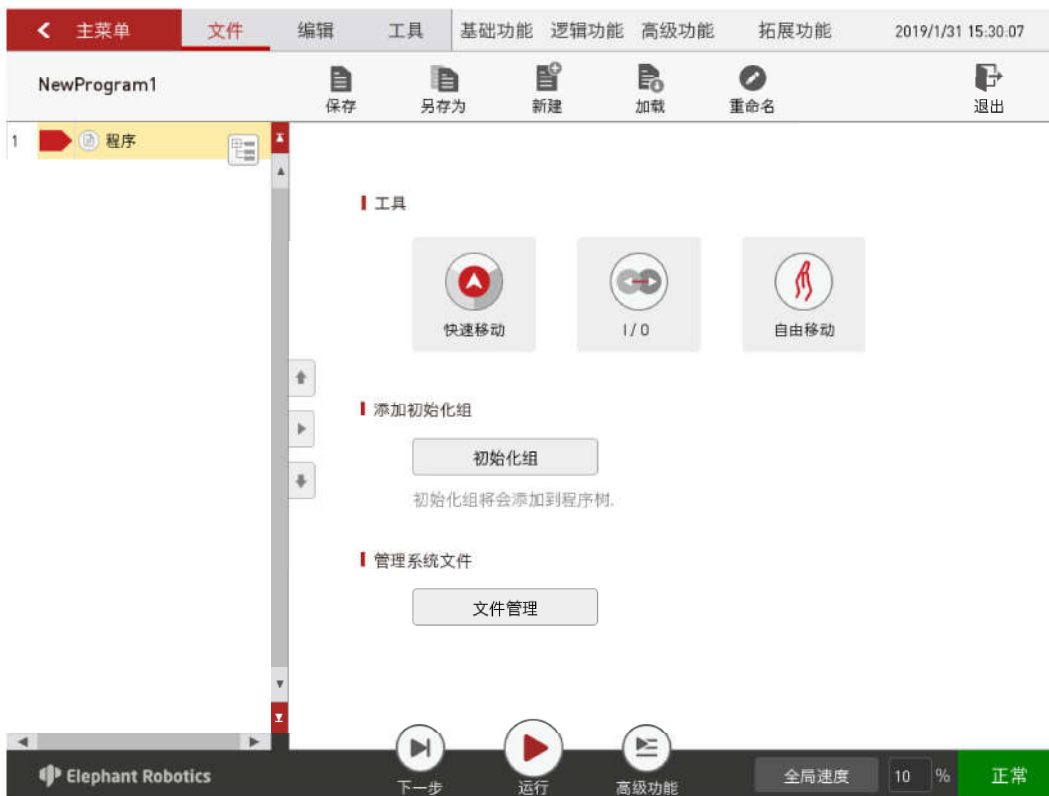 主菜单 文件 编辑 工具 基础功能 逻辑功能 高级功能 拓展功能 2019/1/31 15:30:07
NewProgram1 保存 另存为 新建 加载 重命名 退出
1 程序
工具
快速移动 I/O 自由移动
添加初始化组
初始化组
初始化组将会添加到程序树.
管理系统文件
文件管理
Elephant Robotics 下一步 运行 高级功能 全局速度 10 % 正常